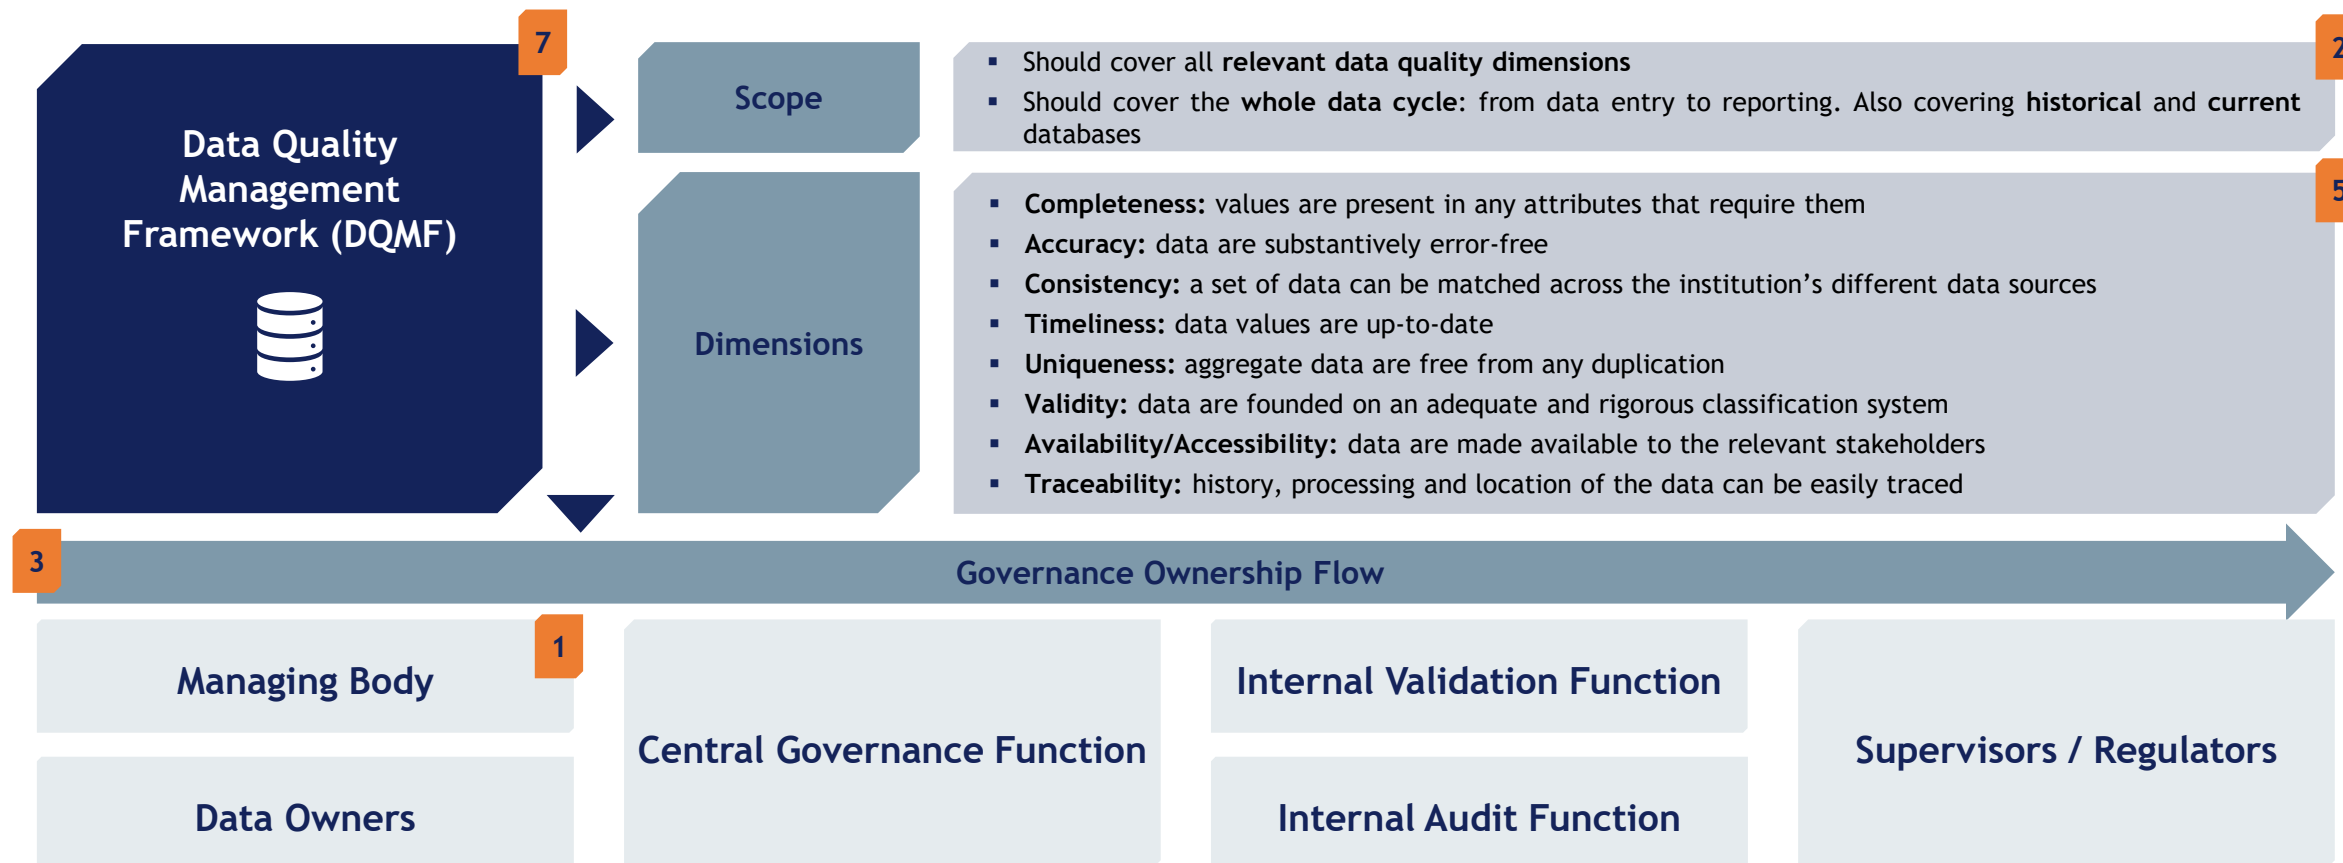 7
Data Quality
Management
Framework (DQMF)
Scope
2
▪ Should cover all relevant data quality dimensions
▪ Should cover the whole data cycle: from data entry to reporting. Also covering historical and current
databases
Dimensions
5
▪ Completeness: values are present in any attributes that require them
▪ Accuracy: data are substantively error-free
▪ Consistency: a set of data can be matched across the institution’s different data sources
▪ Timeliness: data values are up-to-date
▪ Uniqueness: aggregate data are free from any duplication
▪ Validity: data are founded on an adequate and rigorous classification system
▪ Availability/Accessibility: data are made available to the relevant stakeholders
▪ Traceability: history, processing and location of the data can be easily traced
3
Governance Ownership Flow
1
Managing Body
Data Owners
Central Governance Function
Internal Validation Function
Internal Audit Function
Supervisors / Regulators